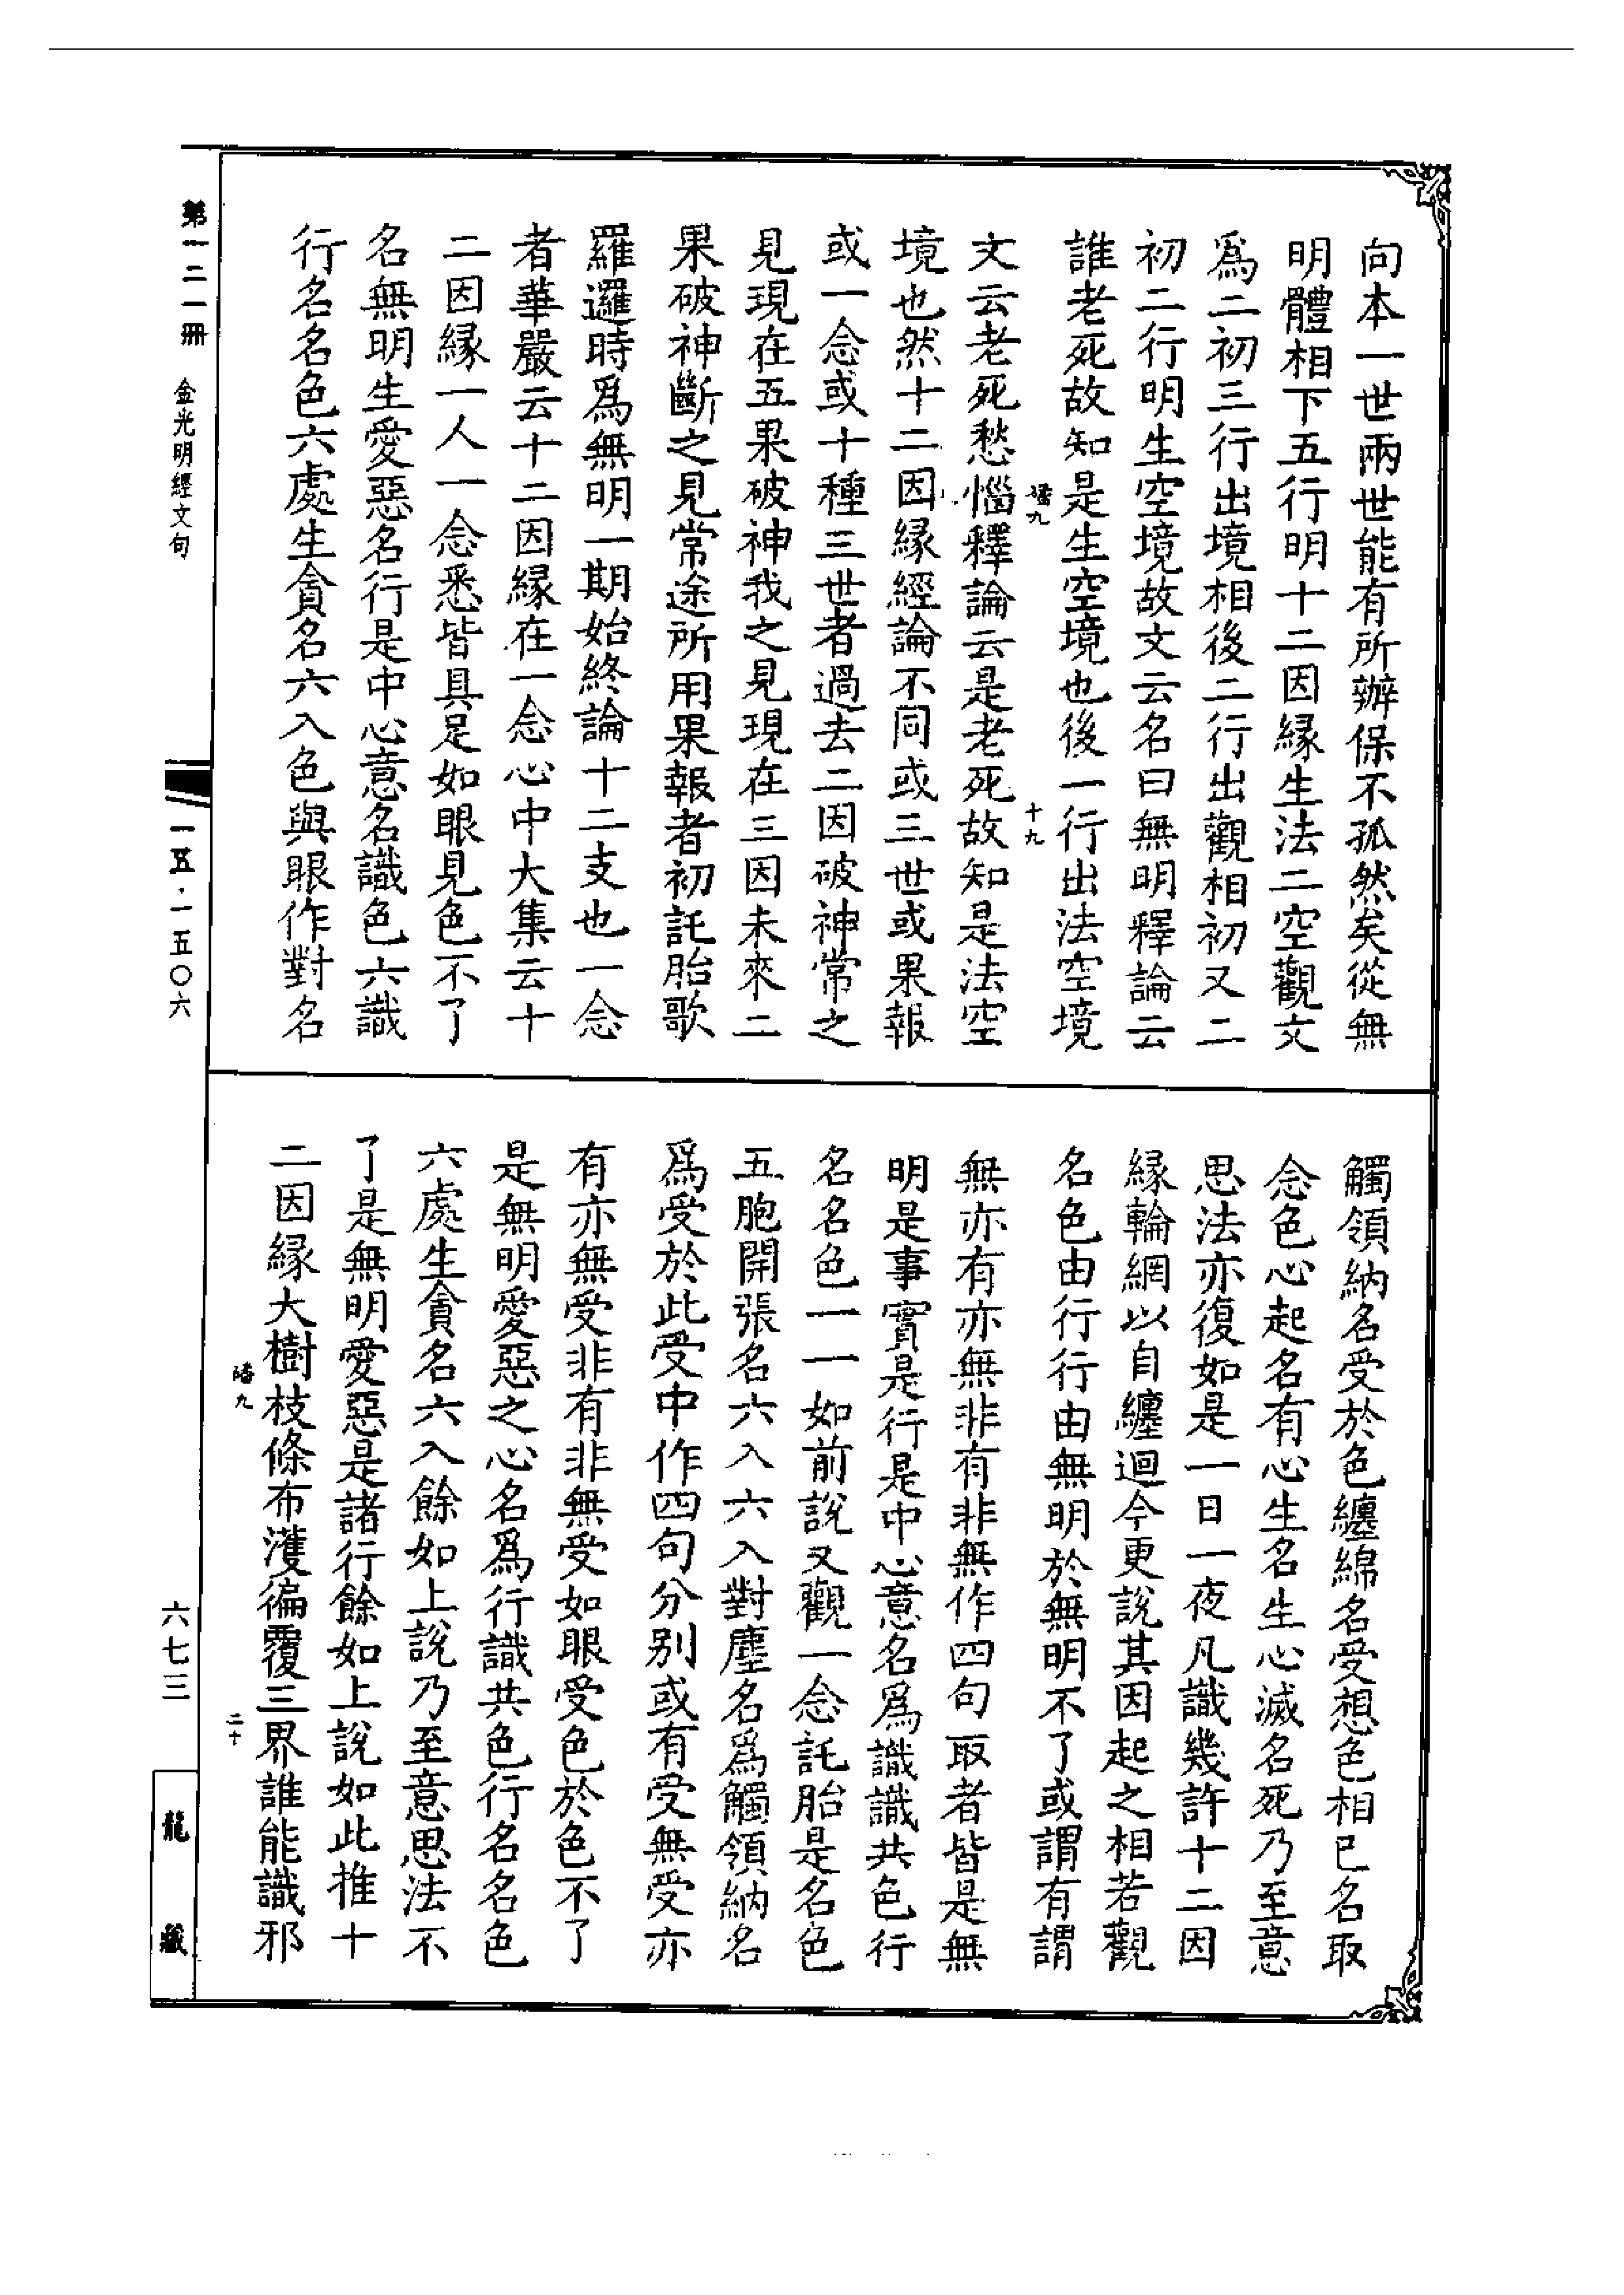 向本一世兩世能有所辦保不孤然矣從無
明體相下五行明十二因緣生法二空觀文
爲二初三行出境相後二行出觀相初又二
初二行明生空境故文云名曰無明釋論云
誰老死故知是生空境也後一行出法空境
文云老死愁惱釋論云是老死故知是法空
境也然十二因緣經論不同或三世或果報
或一念或十種三世者過去二因破神常之
見現在五果破神我之見現在三因未來二
果破神斷之見常途所用果報者初託胎歌
羅邏時爲無明一期始終論十二支也一念
者華嚴云十二因緣在一念心中大集云十
二因緣一人一念悉皆具足如眼見色不了
名無明生愛惡名行是中心意名識色六識
行名名色六處生貪名六入色與眼作對名
觸領納名受於色纏綿名受想色相已名取
念色心起名有心生名生心滅名死乃至意
思法亦復如是一日一夜凡識幾許十二因
緣輪網以自纏迴今更說其因起之相若觀
名色由行行由無明於無明不了或謂有謂
無亦有亦無非有非無作四句取者皆是無
明是事實是行是中心意名爲識識共色行
名名色一一如前說又觀一念託胎是名色
五胞開張名六入六入對塵名爲觸領納名
爲受於此受中作四句分別或有受無受亦
有亦無受非有非無受如眼受色於色不了
是無明愛惡之心名爲行識共色行名名色
六處生貪名六入餘如上說乃至意思法不
了是無明愛惡是諸行餘如上說如此推十
二因緣大樹枝條布濩徧覆三界誰能識邪
第一二一冊 金光明經文句
一五·一五〇六
六七三
龍藏
十九
二十